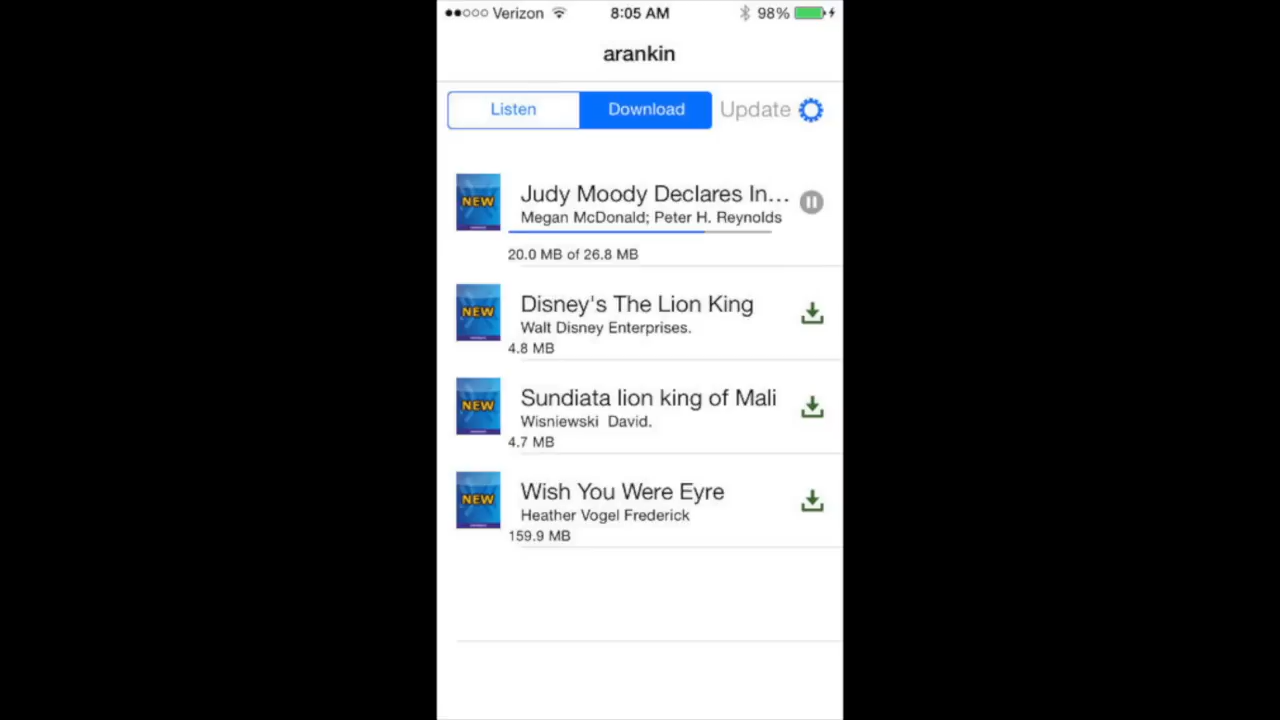 Verizon 8:05 AM 98%
arankin
Listen Download Update
NEW
Judy Moody Declares In...
Megan McDonald; Peter H. Reynolds
20.0 MB of 26.8 MB
NEW
Disney's The Lion King
Walt Disney Enterprises.
4.8 MB
NEW
Sundiata lion king of Mali
Wisniewski  David.
4.7 MB
NEW
Wish You Were Eyre
Heather Vogel Frederick
159.9 MB